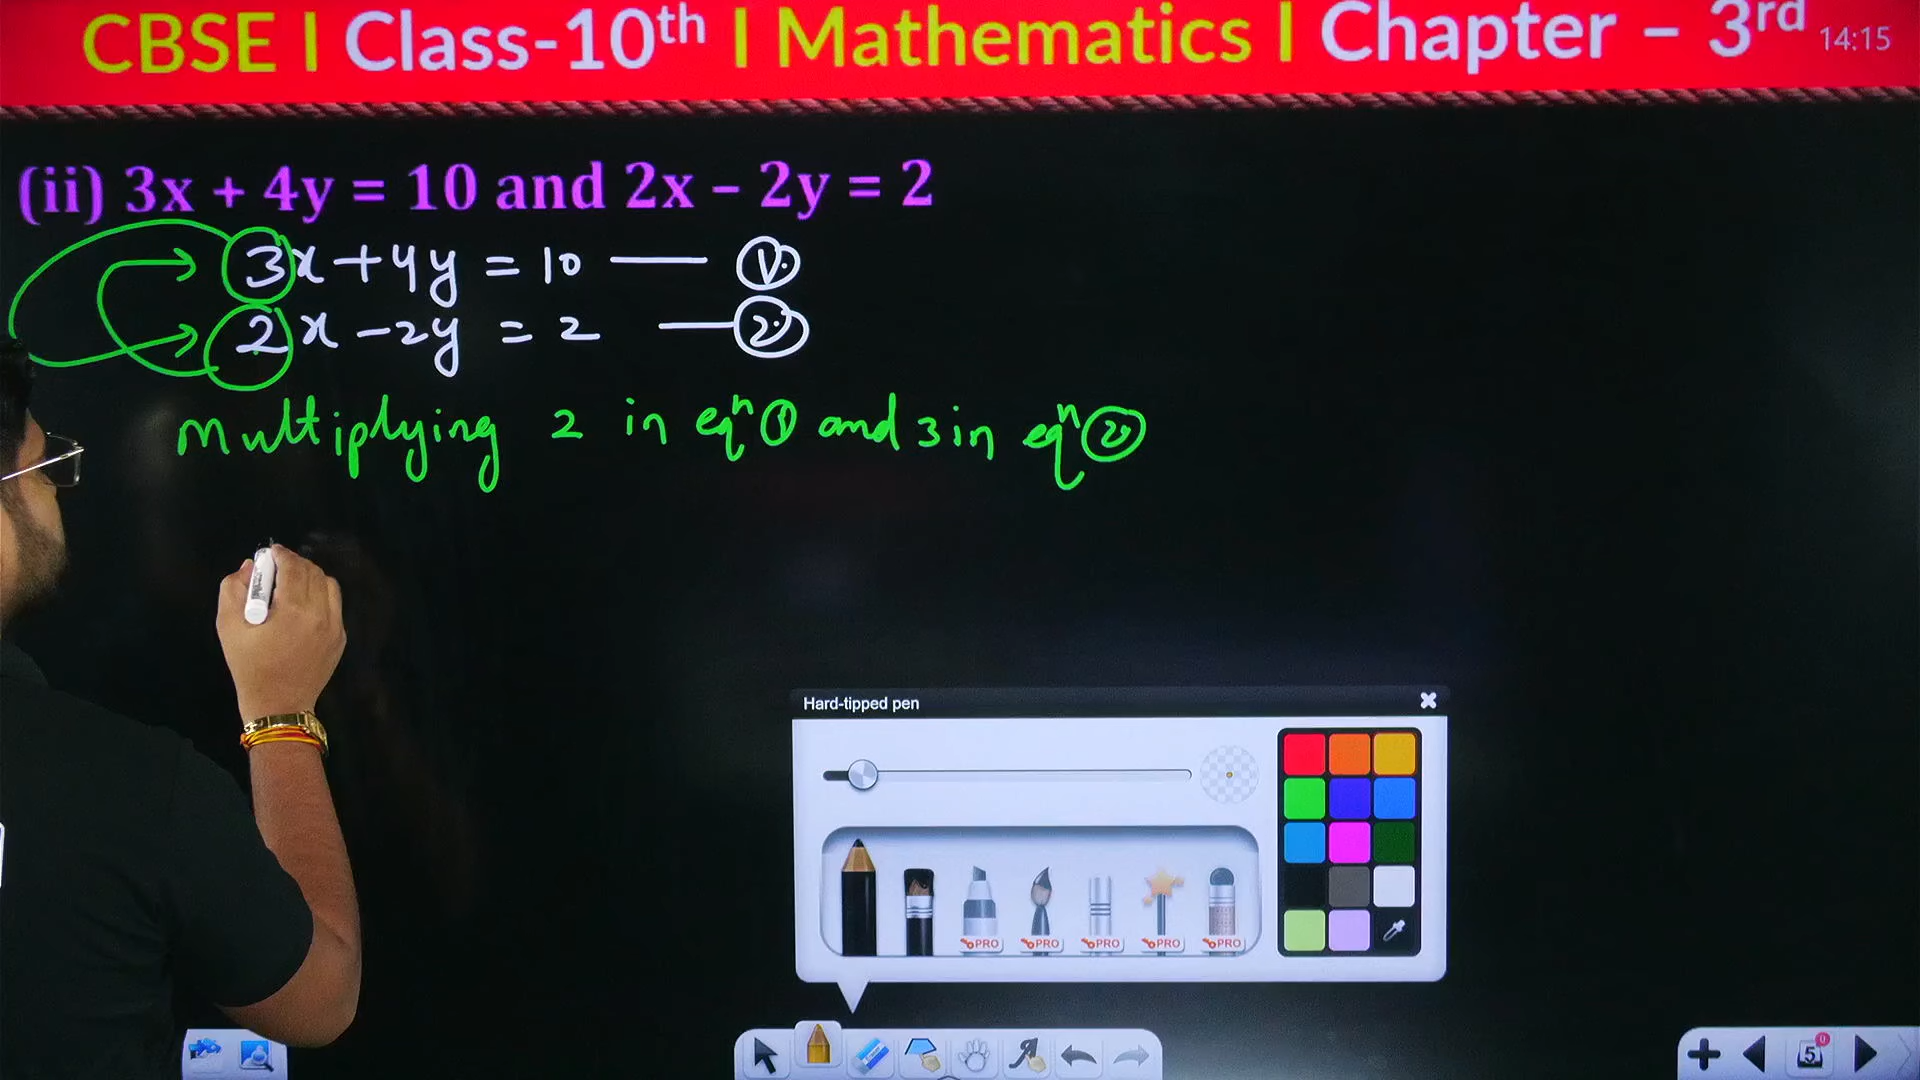 CBSE I Class-10th I Mathematics I Chapter – 3rd 14:15
(ii) 3x + 4y = 10 and 2x – 2y = 2
3x + 4y = 10 —— ①
2x – 2y = 2 —— ②
Multiplying 2 in eqⁿ ① and 3 in eqⁿ ②
Hard-tipped pen
PRO PRO PRO PRO PRO
5 0